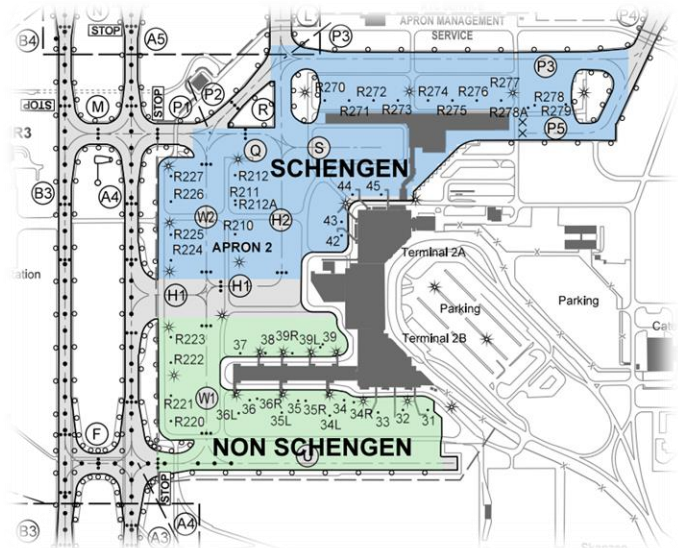 N
L
P3
P4
B4
STOP
A5
APRON MANAGEMENT
SERVICE
P3
R270
R272
R274
R276
R277
R271
R273
R275
R278A
R278
R279
P5
STOP
M
STOP
P1
P2
R
R3
Q
S
SCHENGEN
A4
B3
R227
R212
R226
R211
R212A
44
45
W2
H2
43
R225
R210
42
R224
APRON 2
Terminal 2A
H1
H1
Parking
Parking
Terminal 2B
R223
37
38
39R
39L
39
R222
R221
W1
36L
36
36R
35L
35
35R
34
34L
34R
33
32
31
R220
F
NON SCHENGEN
U
STOP
B3
A3
A4